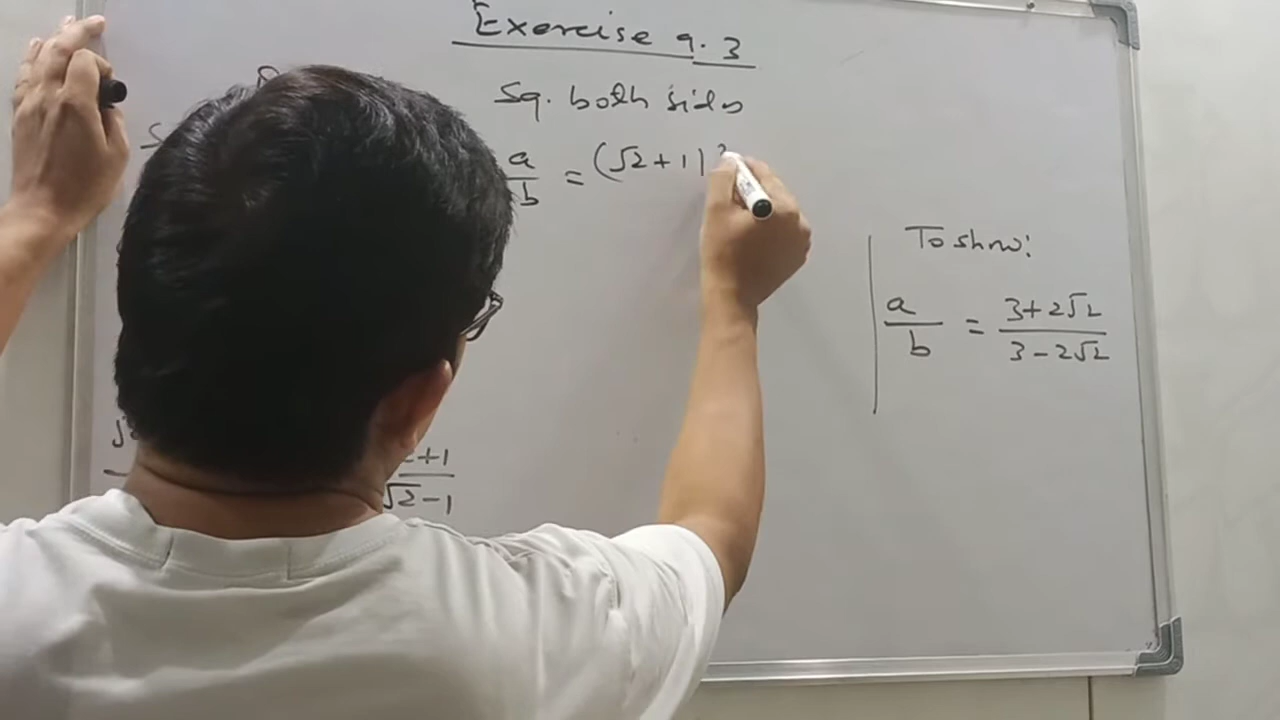 Exercise 9.3
Sq. both sides
a/b = (√2+1)²
To show:
a/b = 3+2√2/3-2√2
+1
√2-1